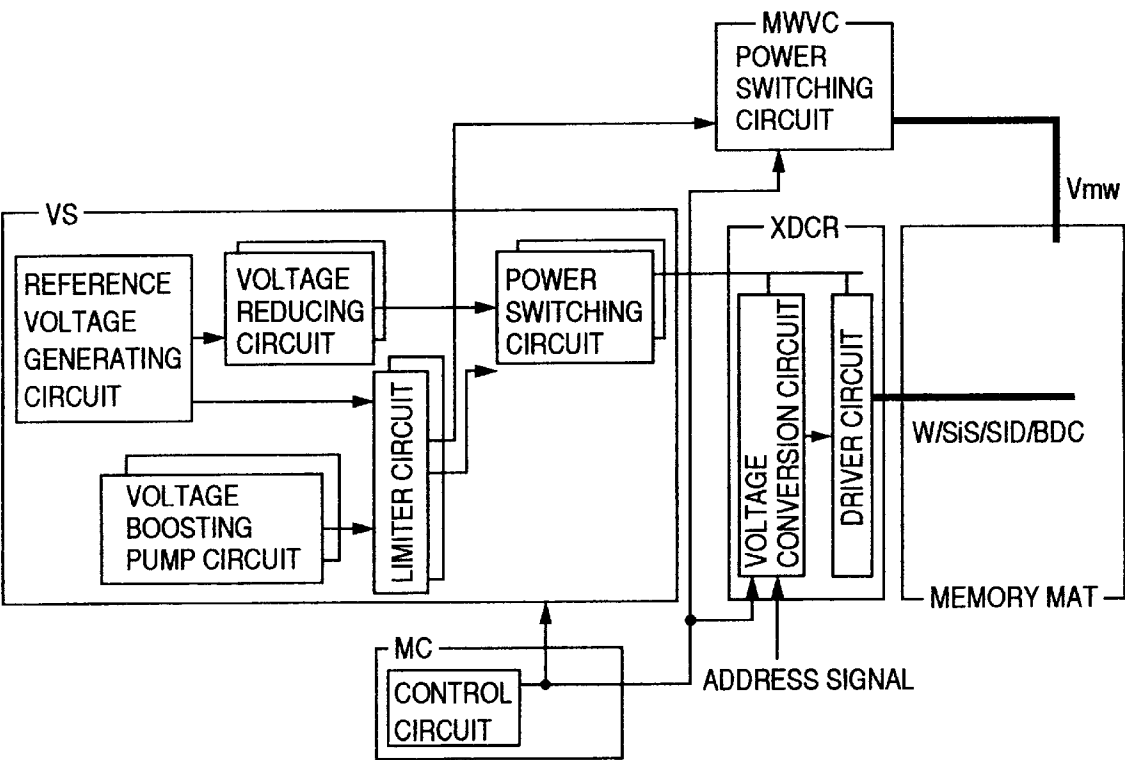 MWVC
POWER
SWITCHING
CIRCUIT
Vmw
VS
XDCR
REFERENCE
VOLTAGE
GENERATING
CIRCUIT
VOLTAGE
REDUCING
CIRCUIT
POWER
SWITCHING
CIRCUIT
LIMITER CIRCUIT
VOLTAGE
BOOSTING
PUMP CIRCUIT
VOLTAGE
CONVERSION CIRCUIT
DRIVER CIRCUIT
W/SiS/SID/BDC
MEMORY MAT
MC
CONTROL
CIRCUIT
ADDRESS SIGNAL